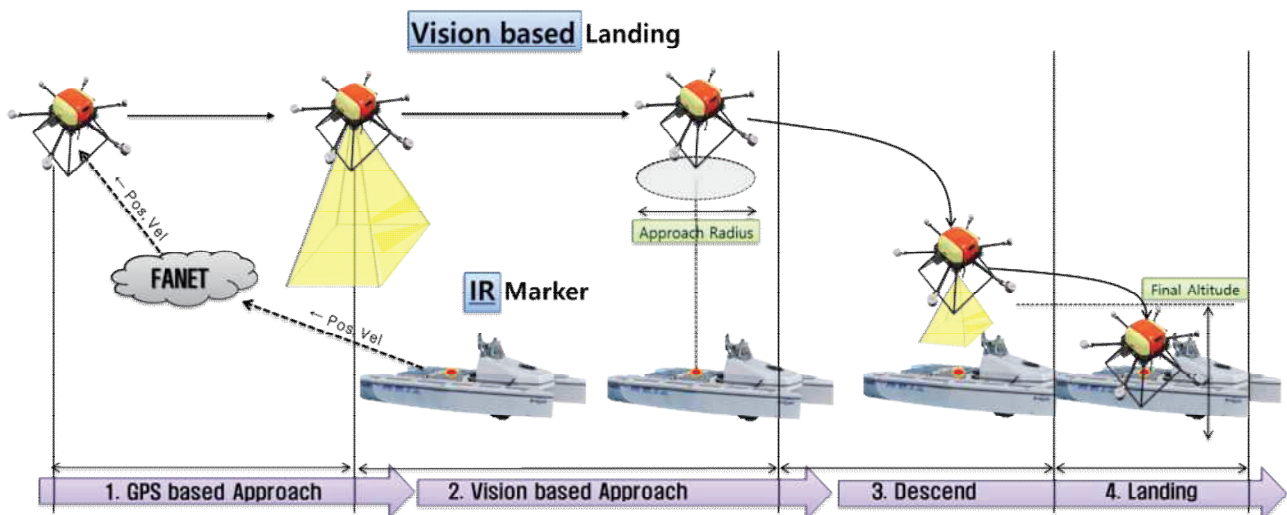 Vision based Landing
← Pos, Vel
FANET
← Pos, Vel
IR Marker
Approach Radius
Final Altitude
1. GPS based Approach
2. Vision based Approach
3. Descend
4. Landing